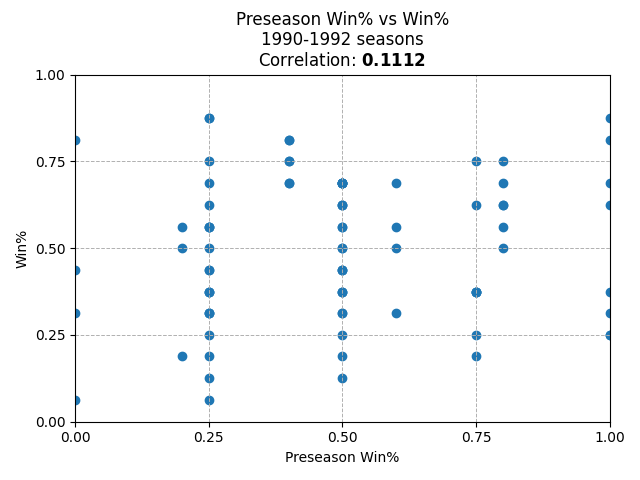 Preseason Win% vs Win%
1990-1992 seasons
Correlation: 0.1112
1.00
0.75
0.50
0.25
0.00
Win%
0.00 0.25 0.50 0.75 1.00
Preseason Win%